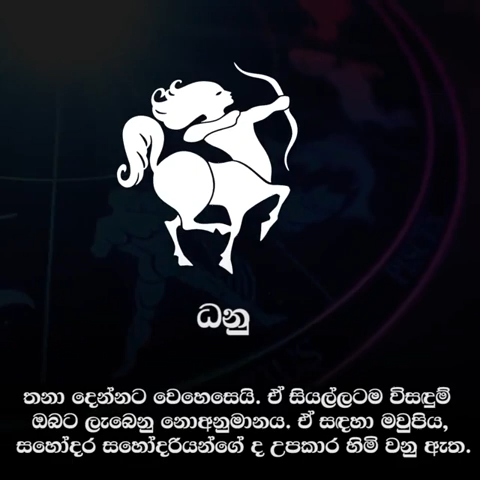 ධනු
තනා දෙන්නට වෙහෙසෙයි. ඒ සියල්ලටම විසඳුම්
ඔබට ලැබෙනු නොඅනුමානය. ඒ සඳහා මවුපිය,
සහෝදර සහෝදරියන්ගේ ද උපකාර හිමි වනු ඇත.